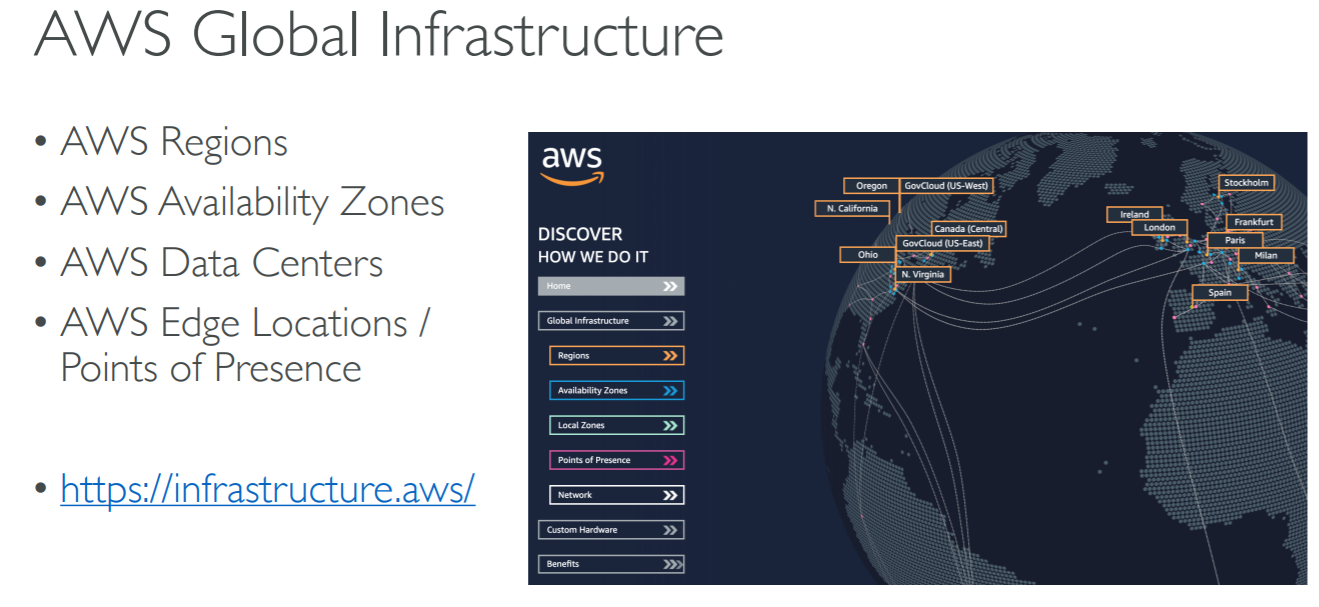 AWS Global Infrastructure
• AWS Regions
• AWS Availability Zones
• AWS Data Centers
• AWS Edge Locations /
Points of Presence
• https://infrastructure.aws/
aws
DISCOVER
HOW WE DO IT
Home
Global Infrastructure
Regions
Availability Zones
Local Zones
Points of Presence
Network
Custom Hardware
Benefits
Oregon
GovCloud (US-West)
N. California
Canada (Central)
GovCloud (US-East)
Ohio
N. Virginia
Stockholm
Ireland
London
Frankfurt
Paris
Milan
Spain